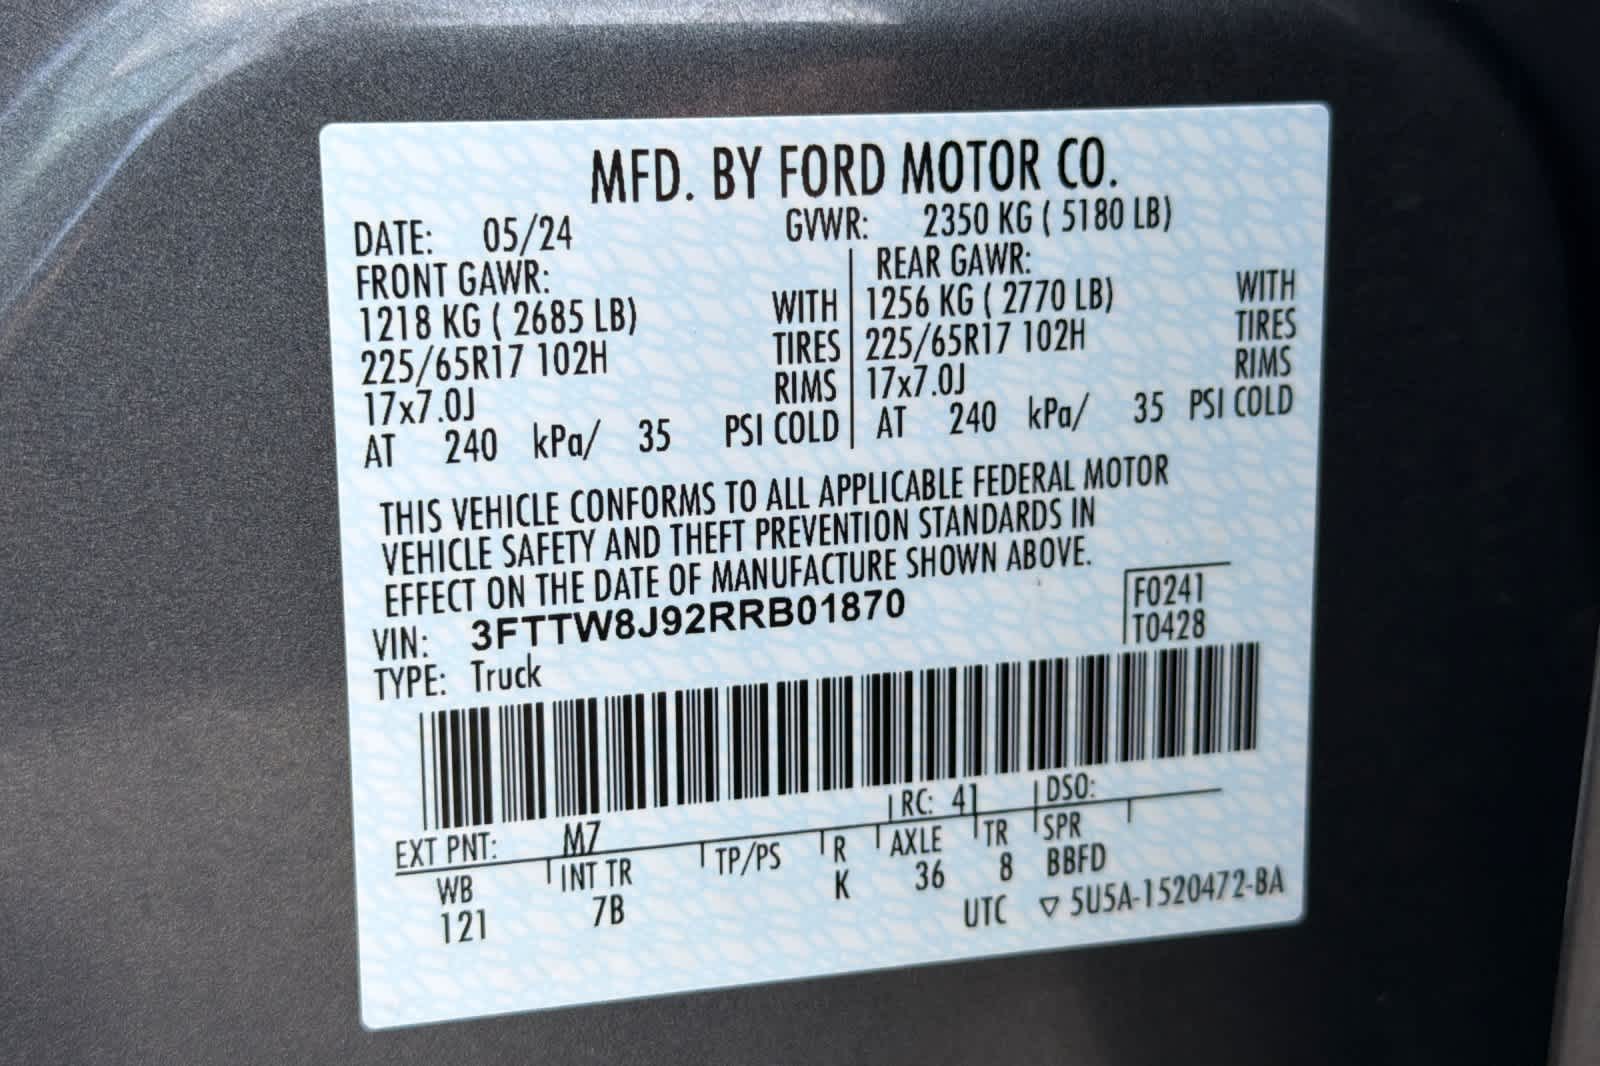 MFD. BY FORD MOTOR CO.
DATE: 05/24 GVWR: 2350 KG ( 5180 LB)
FRONT GAWR: REAR GAWR:
1218 KG ( 2685 LB) WITH 1256 KG ( 2770 LB) WITH
225/65R17 102H TIRES 225/65R17 102H TIRES
17x7.0J RIMS 17x7.0J RIMS
AT 240 kPa/ 35 PSI COLD AT 240 kPa/ 35 PSI COLD
THIS VEHICLE CONFORMS TO ALL APPLICABLE FEDERAL MOTOR
VEHICLE SAFETY AND THEFT PREVENTION STANDARDS IN
EFFECT ON THE DATE OF MANUFACTURE SHOWN ABOVE.
VIN: 3FTTW8J92RRB01870 F0241
TYPE: Truck T0428
EXT PNT: M7 RC: 41 DSO:
WB INT TR TP/PS R AXLE TR SPR
121 7B K 36 8 BBFD
UTC ▽ 5U5A-1520472-BA